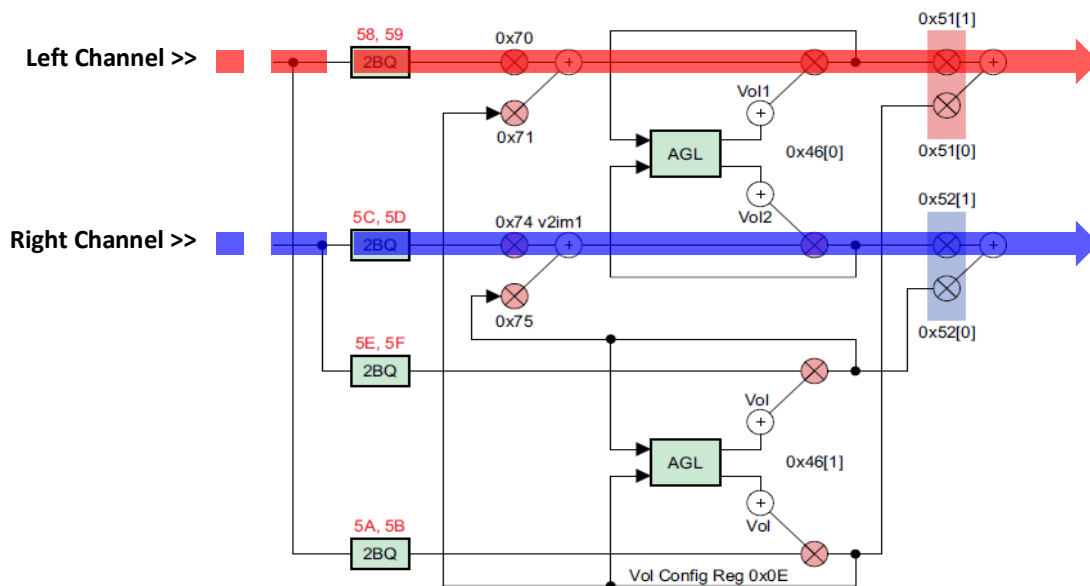 58, 59
0x70
0x51[1]
Left Channel >>
2BQ
+
+
Vol1
+
0x71
AGL
0x46[0]
0x51[0]
5C, 5D
0x74 v2im1
+
Vol2
0x52[1]
Right Channel >>
2BQ
+
+
0x75
0x52[0]
5E, 5F
2BQ
Vol
+
AGL
0x46[1]
+
5A, 5B
Vol
2BQ
Vol Config Reg 0x0E